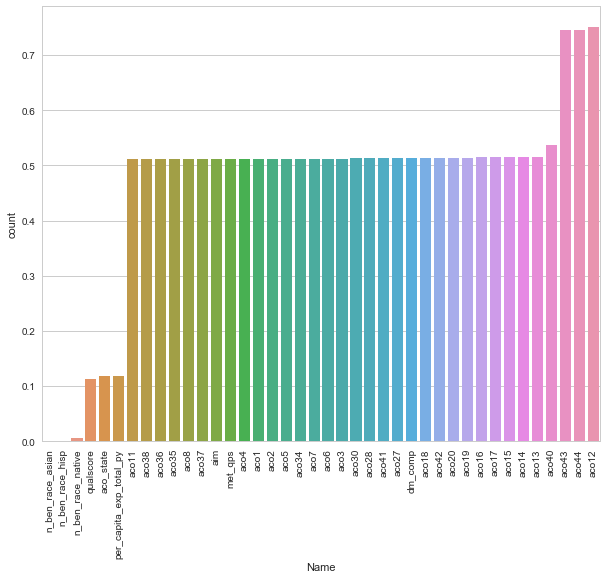 0.7
0.6
0.5
0.4
0.3
0.2
0.1
0.0
count
n_ben_race_asian
n_ben_race_hisp
n_ben_race_native
qualscore
aco_state
per_capita_exp_total_py
aco11
aco38
aco36
aco35
aco8
aco37
aim
met_qps
aco4
aco1
aco2
aco5
aco34
aco7
aco6
aco3
aco30
aco28
aco41
aco27
dm_comp
aco18
aco42
aco20
aco19
aco16
aco17
aco15
aco14
aco13
aco40
aco43
aco44
aco12
Name